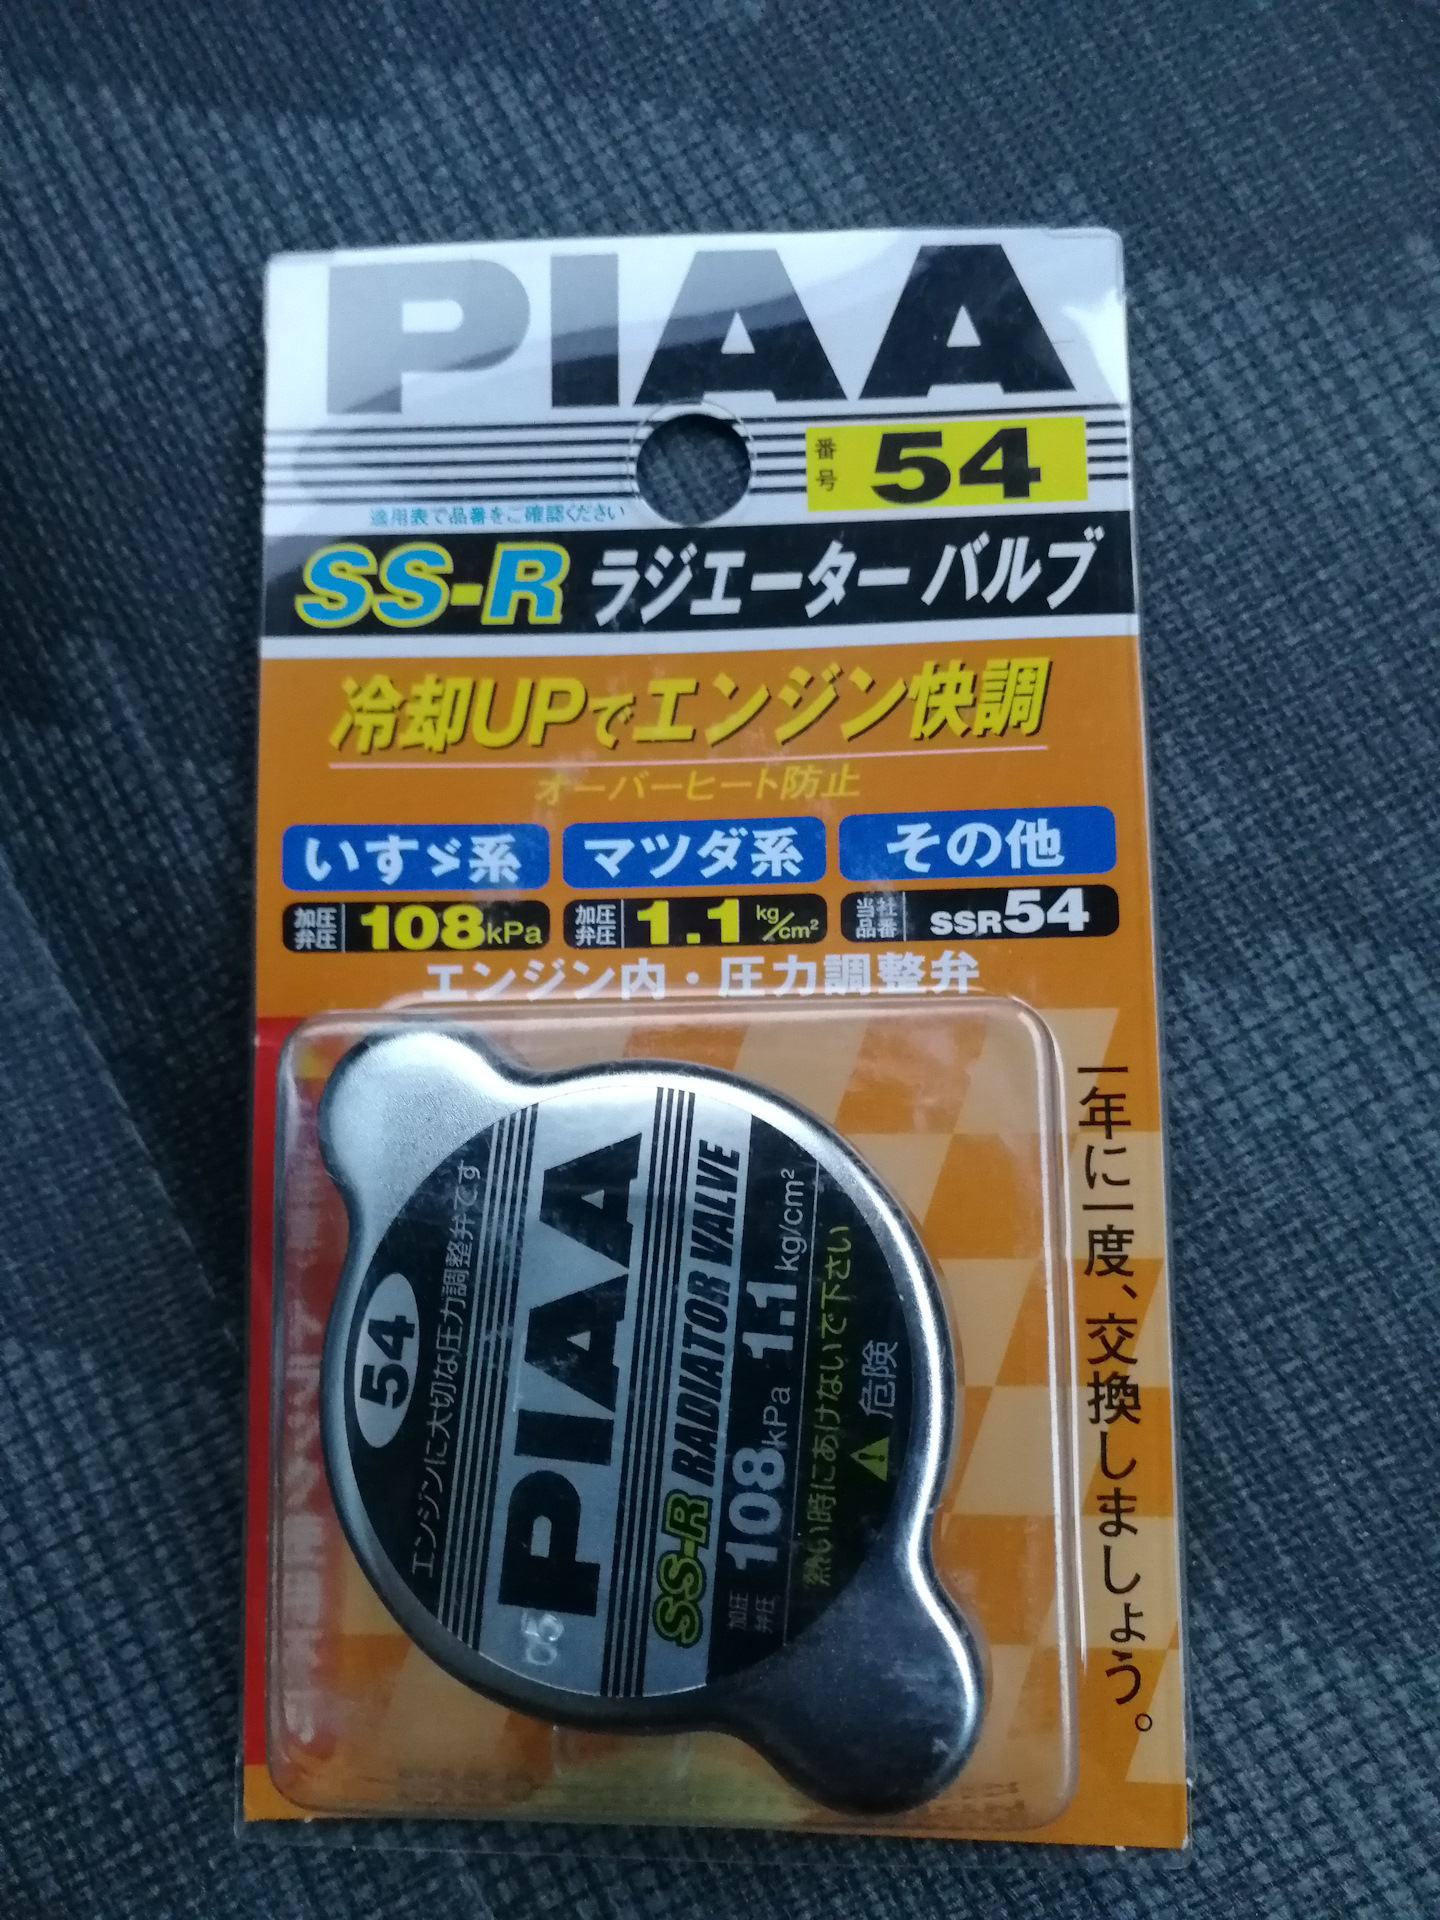 PIAA
番号 54
適用表で品番をご確認ください
SS-R ラジエーター バルブ
冷却UPでエンジン快調
オーバーヒート防止
いすゞ系 マツダ系 その他
加圧弁圧 108kPa 加圧弁圧 1.1kg/cm² 当社品番 SSR54
エンジン内・圧力調整弁
一年に一度、交換しましょう。
54
エンジンに大切な圧力調整弁です
PIAA
05
SS-R RADIATOR VALVE
加圧弁圧 108kPa 1.1kg/cm²
熱い時にあけないで下さい
危険